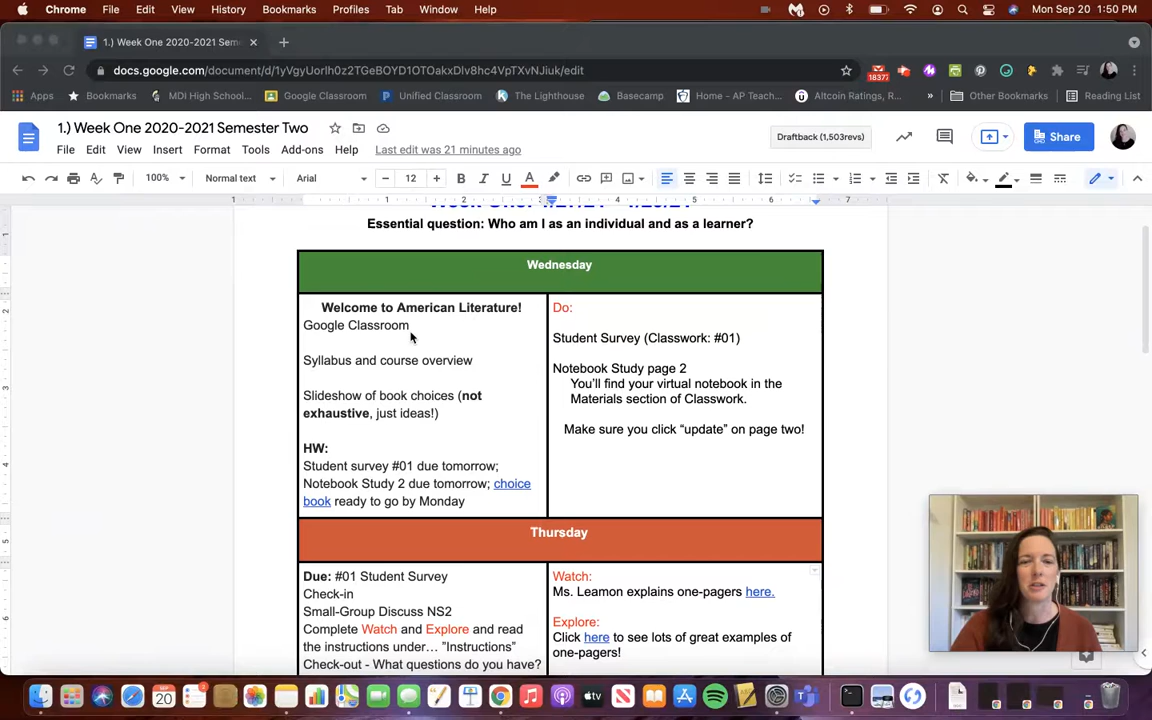 Chrome File Edit View History Bookmarks Profiles Tab Window Help Mon Sep 20 1:50 PM
1.) Week One 2020-2021 Sem
docs.google.com/document/d/1yVgyUorIh0z2TGeBOYD1OTOakxDIv8hc4VpTXvNJiuk/edit
18377
Apps Bookmarks MDI High School... Google Classroom Unified Classroom The Lighthouse Basecamp Home - AP Teach... Altcoin Ratings, R... » Other Bookmarks Reading List
1.) Week One 2020-2021 Semester Two
Draftback (1,503revs)
Share
File Edit View Insert Format Tools Add-ons Help Last edit was 21 minutes ago
100% Normal text Arial 12
Essential question: Who am I as an individual and as a learner?
Wednesday
Welcome to American Literature!
Google Classroom
Syllabus and course overview
Slideshow of book choices (not
exhaustive, just ideas!)
HW:
Student survey #01 due tomorrow;
Notebook Study 2 due tomorrow; choice
book ready to go by Monday
Do:
Student Survey (Classwork: #01)
Notebook Study page 2
You'll find your virtual notebook in the
Materials section of Classwork.
Make sure you click “update” on page two!
Thursday
Due: #01 Student Survey
Check-in
Small-Group Discuss NS2
Complete Watch and Explore and read
the instructions under… ”Instructions”
Check-out - What questions do you have?
Watch:
Ms. Leamon explains one-pagers here.
Explore:
Click here to see lots of great examples of
one-pagers!